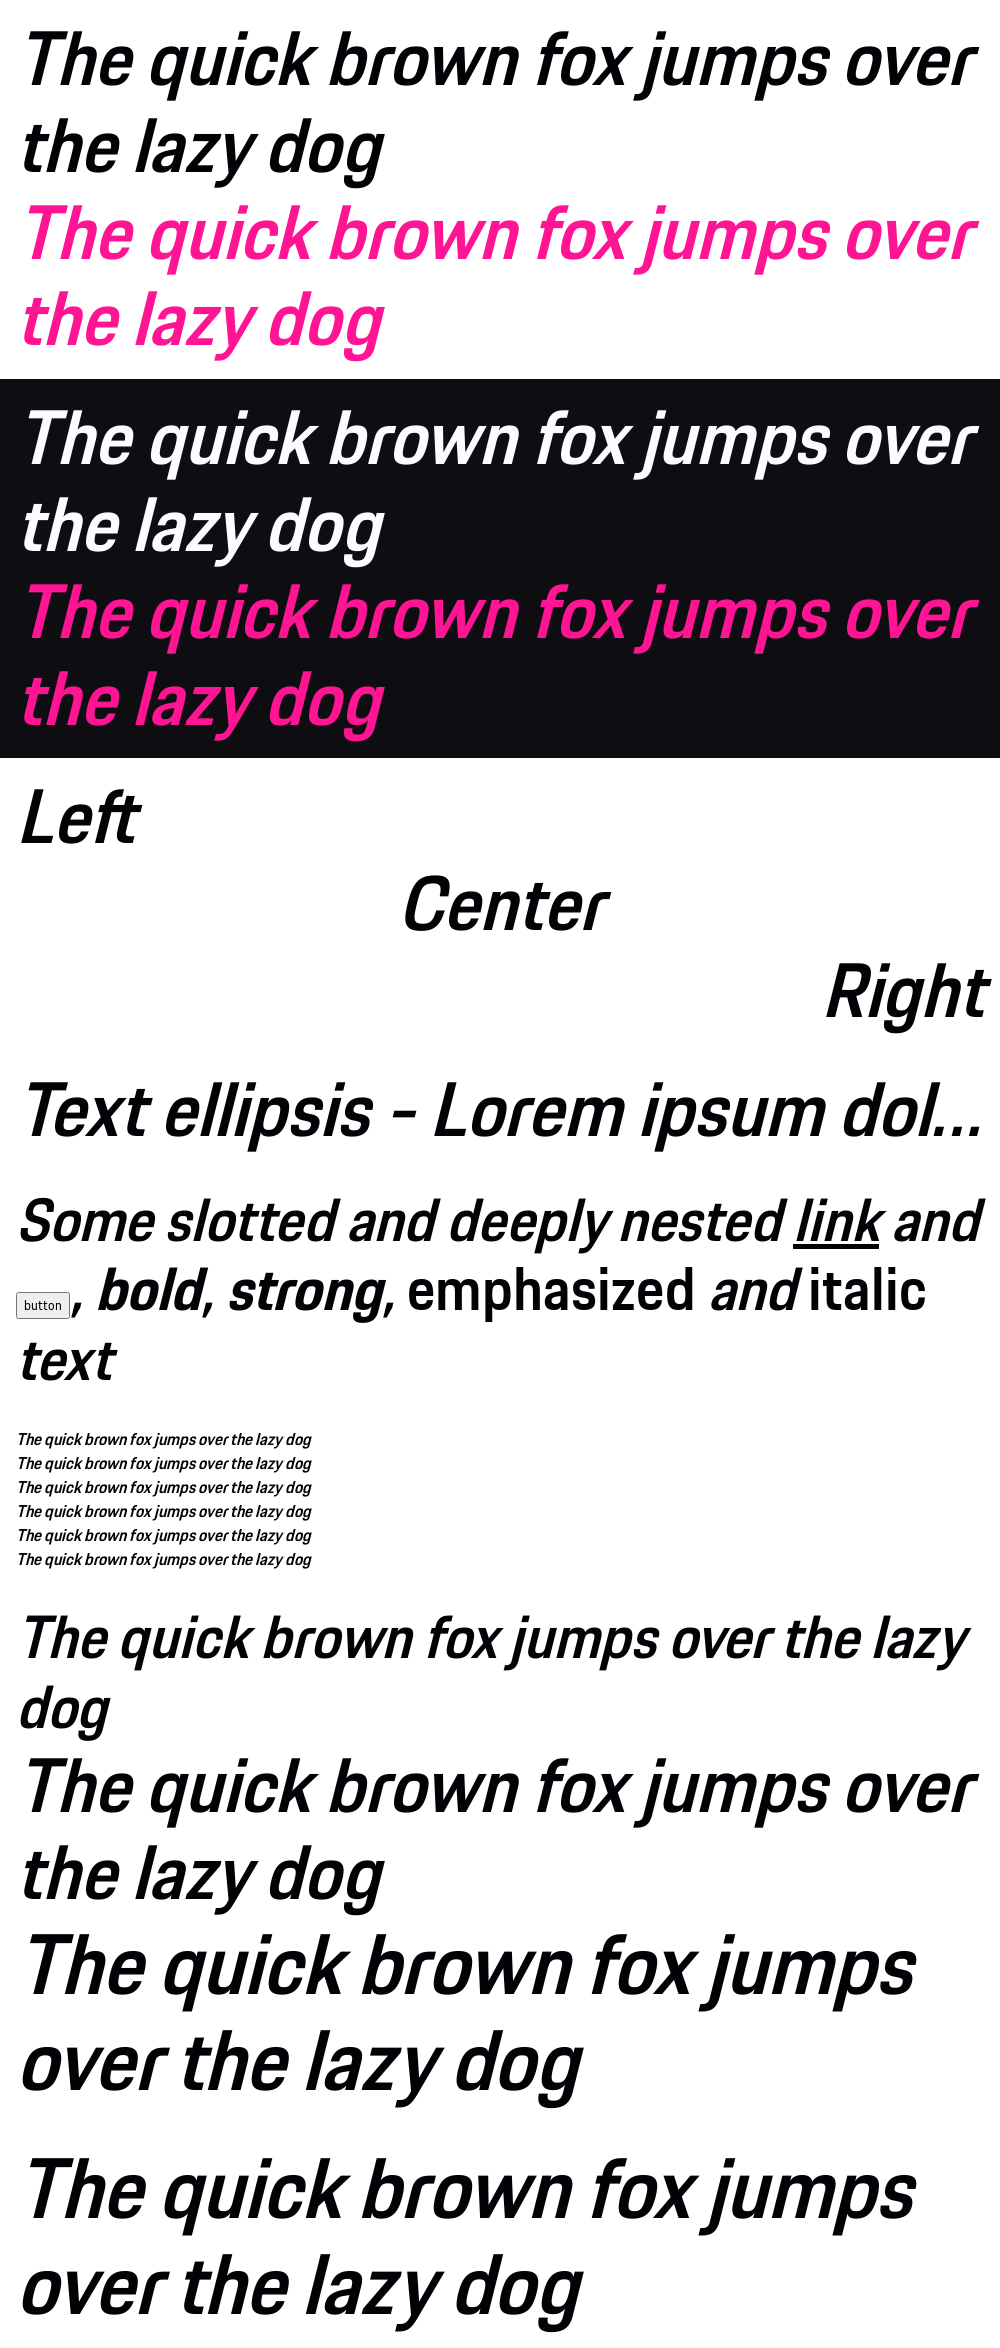 The quick brown fox jumps over
the lazy dog
The quick brown fox jumps over
the lazy dog
The quick brown fox jumps over
the lazy dog
The quick brown fox jumps over
the lazy dog
Left
Center
Right
Text ellipsis - Lorem ipsum dol...
Some slotted and deeply nested link and
button, bold, strong, emphasized and italic
text
The quick brown fox jumps over the lazy dog
The quick brown fox jumps over the lazy dog
The quick brown fox jumps over the lazy dog
The quick brown fox jumps over the lazy dog
The quick brown fox jumps over the lazy dog
The quick brown fox jumps over the lazy dog
The quick brown fox jumps over the lazy
dog
The quick brown fox jumps over
the lazy dog
The quick brown fox jumps
over the lazy dog
The quick brown fox jumps
over the lazy dog